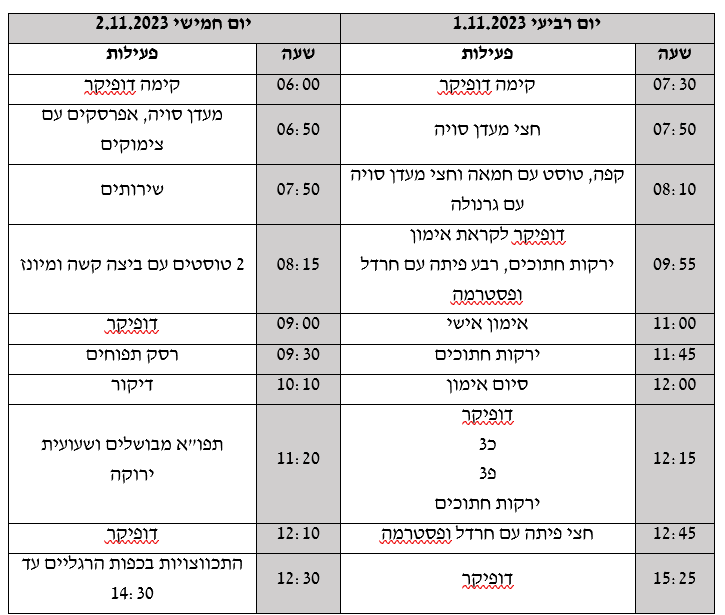 יום רביעי 1.11.2023
יום חמישי 2.11.2023
שעה פעילות שעה פעילות
07:30 קימה דופיקר 06:00 קימה דופיקר
07:50 חצי מעדן סויה 06:50 מעדן סויה, אפרסקים עם
צימוקים
08:10 קפה, טוסט עם חמאה וחצי מעדן סויה
עם גרנולה
07:50 שירותים
09:55 דופיקר לקראת אימון
ירקות חתוכים, רבע פיתה עם חרדל
ופסטרמה
08:15 2 טוסטים עם ביצה קשה ומיונז
11:00 אימון אישי 09:00 דופיקר
11:45 ירקות חתוכים 09:30 רסק תפוחים
12:00 סיום אימון 10:10 דיקור
12:15 דופיקר
כ3
פ3
ירקות חתוכים
11:20 תפו״א מבושלים ושעועית
ירוקה
12:45 חצי פיתה עם חרדל ופסטרמה 12:10 דופיקר
15:25 דופיקר 12:30 התכווצויות בכפות הרגליים עד
14:30